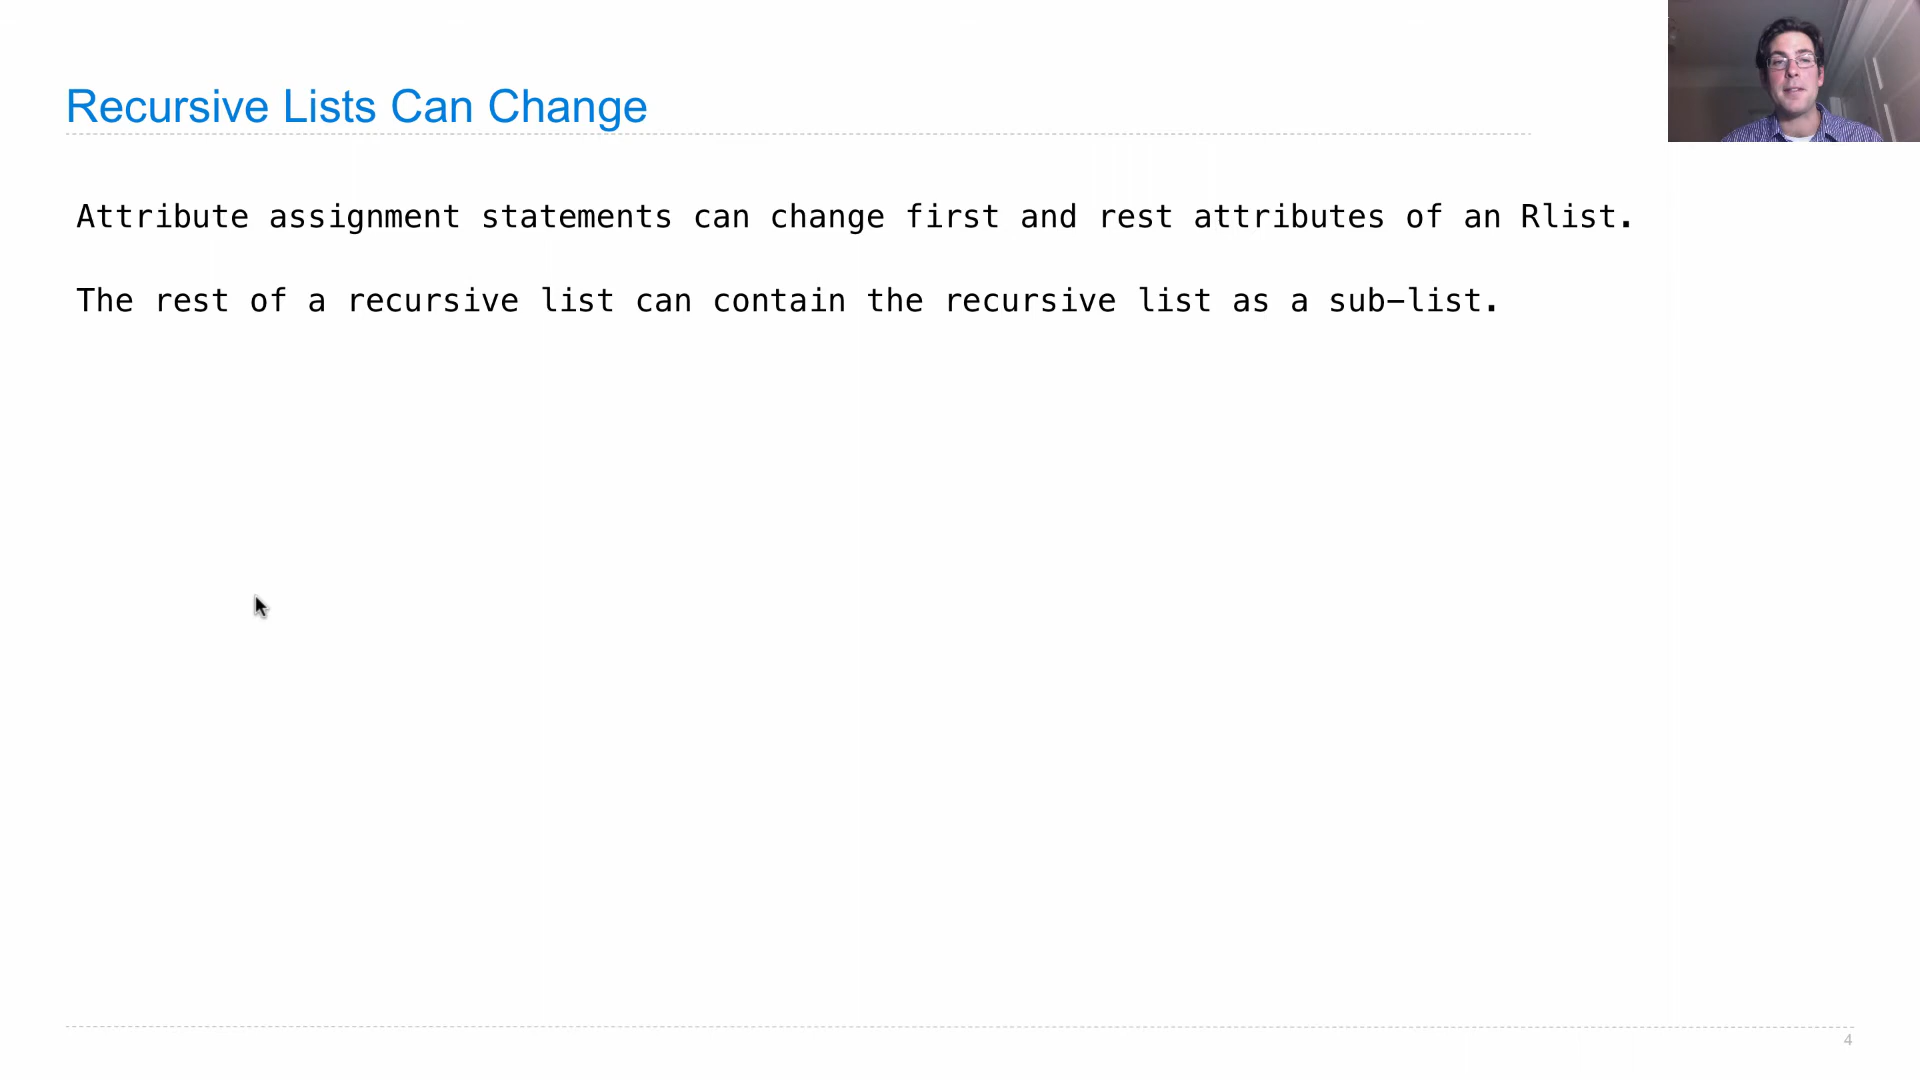 Recursive Lists Can Change
Attribute assignment statements can change first and rest attributes of an Rlist.
The rest of a recursive list can contain the recursive list as a sub-list.
4